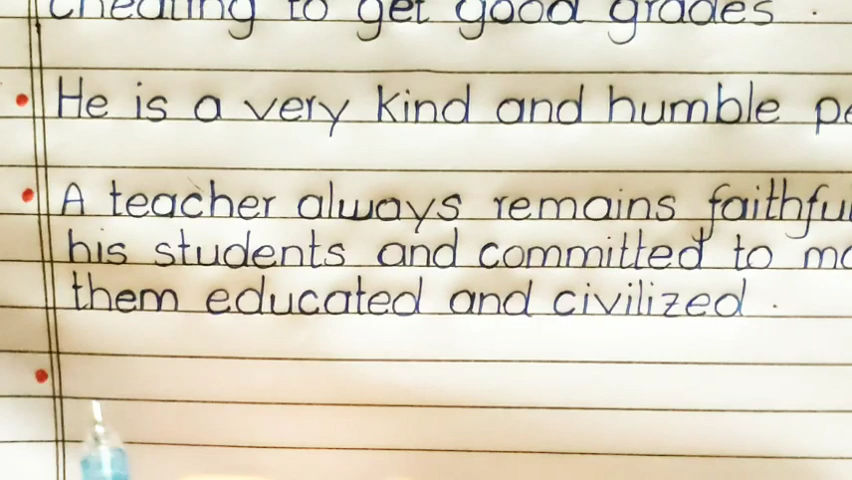 cheating to get good grades .
He is a very kind and humble
A teacher always remains faithful
his students and committed to
them educated and civilized .